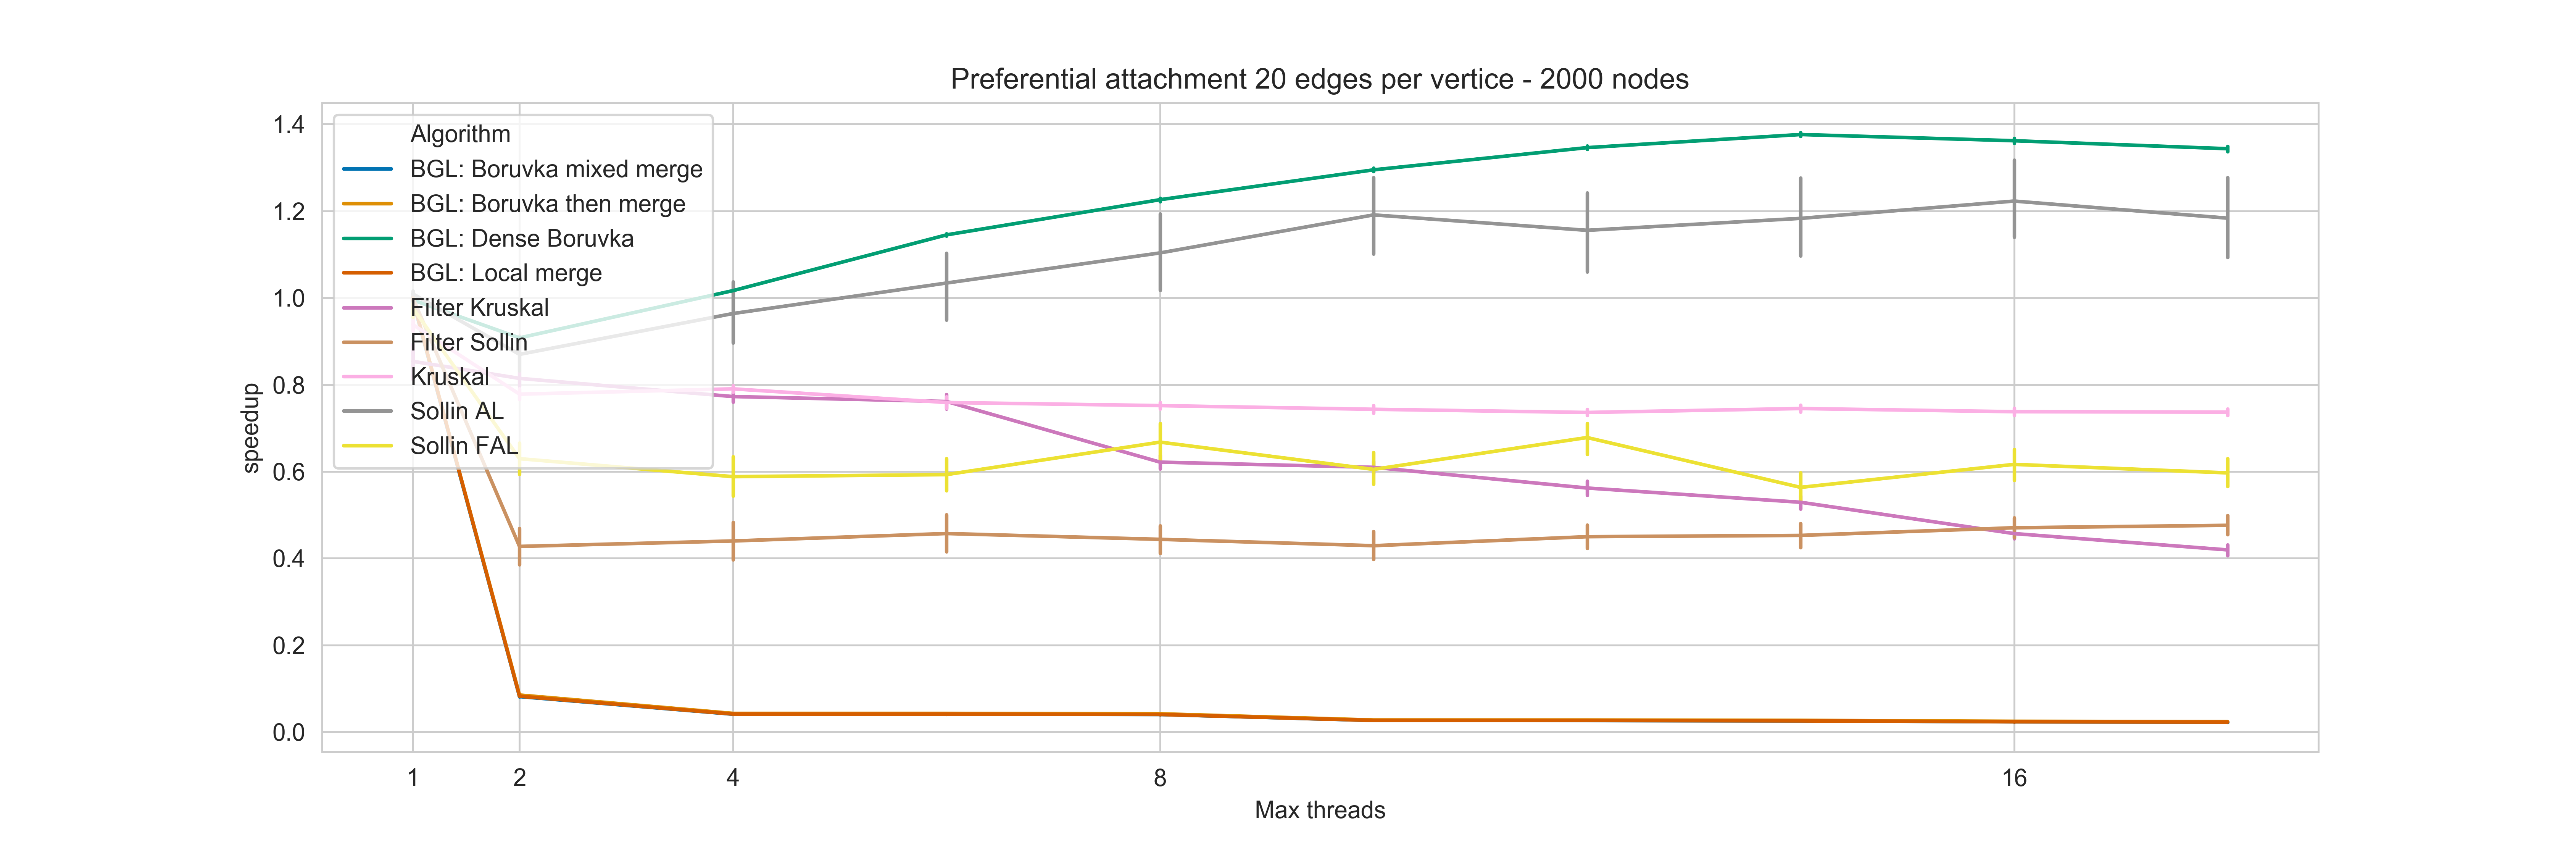 Preferential attachment 20 edges per vertice - 2000 nodes
1.4
1.2
1.0
0.8
0.6
0.4
0.2
0.0
speedup
Algorithm
BGL: Boruvka mixed merge
BGL: Boruvka then merge
BGL: Dense Boruvka
BGL: Local merge
Filter Kruskal
Filter Sollin
Kruskal
Sollin AL
Sollin FAL
1 2 4 8 16
Max threads